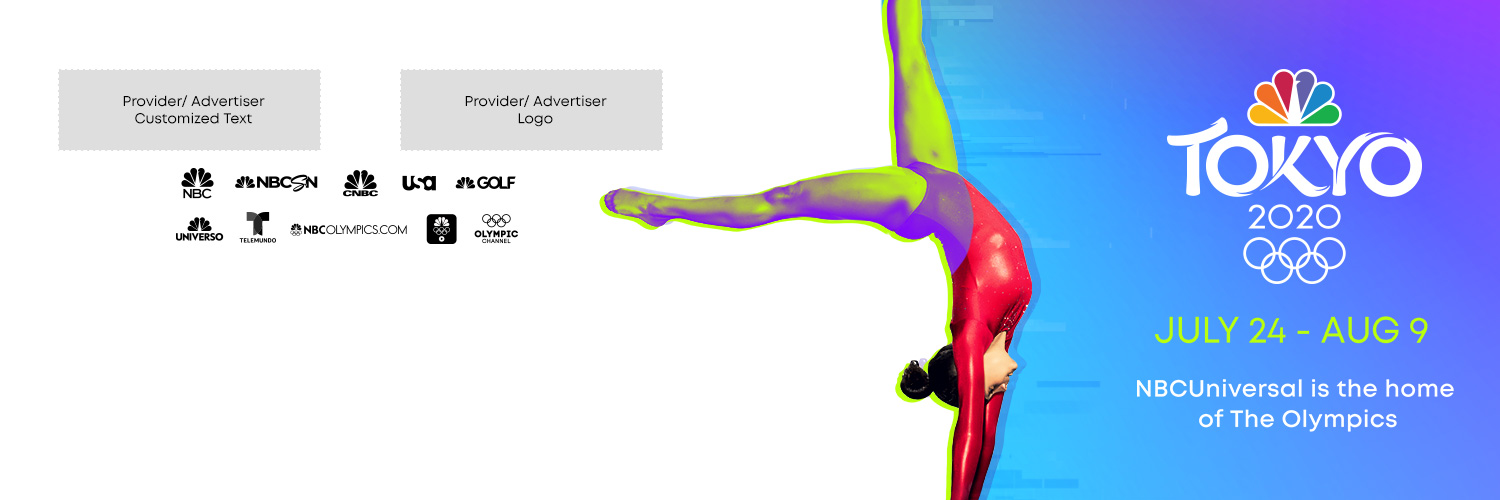 Provider/ Advertiser
Customized Text
Provider/ Advertiser
Logo
NBC
NBCSN
CNBC
usa
GOLF
UNIVERSO
TELEMUNDO
NBCOLYMPICS.COM
OLYMPIC
CHANNEL
TOKYO
2020
JULY 24 - AUG 9
NBCUniversal is the home
of The Olympics